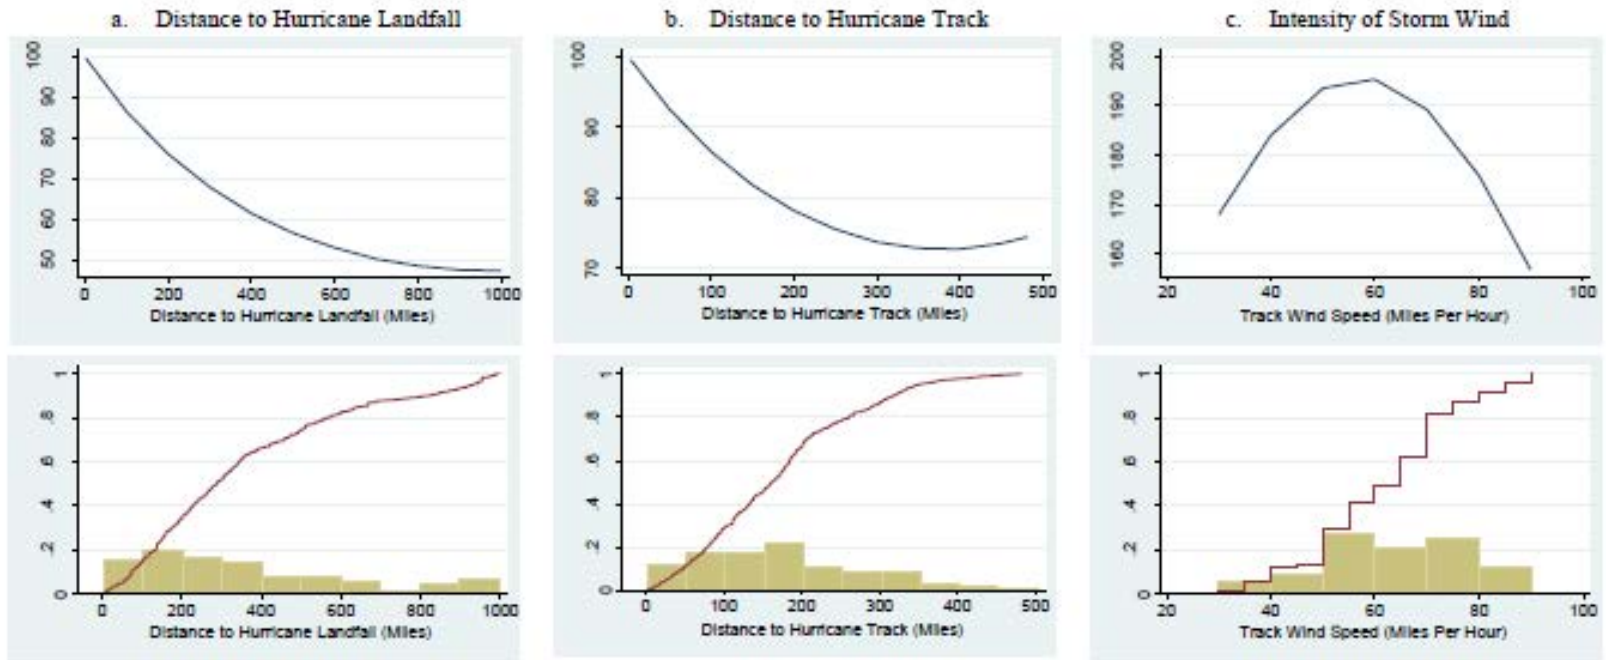 a. Distance to Hurricane Landfall
100
90
80
70
60
50
0 200 400 600 800 1000
Distance to Hurricane Landfall (Miles)
b. Distance to Hurricane Track
100
90
80
70
0 100 200 300 400 500
Distance to Hurricane Track (Miles)
c. Intensity of Storm Wind
200
190
180
170
160
20 40 60 80 100
Track Wind Speed (Miles Per Hour)
1
.8
.6
.4
.2
0
0 200 400 600 800 1000
Distance to Hurricane Landfall (Miles)
1
.8
.6
.4
.2
0
0 100 200 300 400 500
Distance to Hurricane Track (Miles)
1
.8
.6
.4
.2
0
20 40 60 80 100
Track Wind Speed (Miles Per Hour)